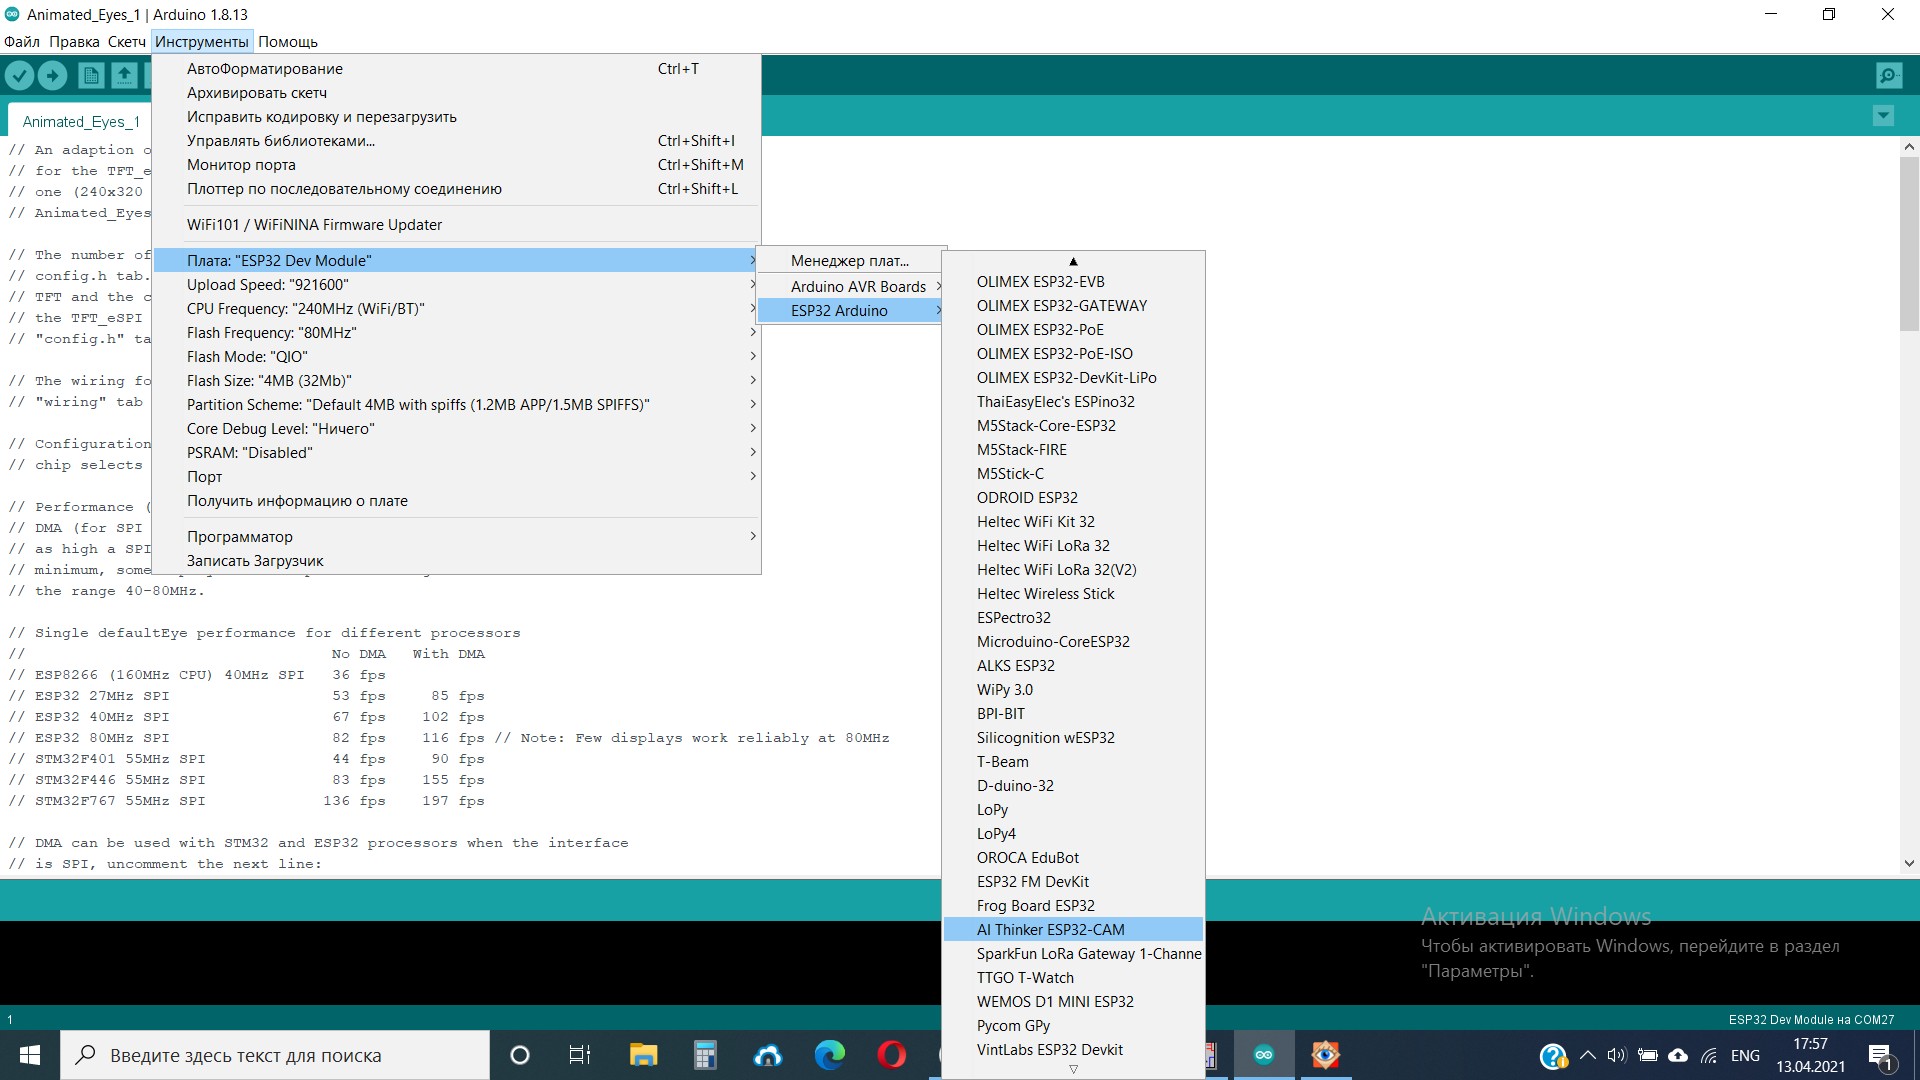 Animated_Eyes_1 | Arduino 1.8.13
Файл Правка Скетч Инструменты Помощь
Animated_Eyes_1
АвтоФорматирование Ctrl+T
Архивировать скетч
Исправить кодировку и перезагрузить
Управлять библиотеками... Ctrl+Shift+I
Монитор порта Ctrl+Shift+M
Плоттер по последовательному соединению Ctrl+Shift+L
WiFi101 / WiFiNINA Firmware Updater
Плата: "ESP32 Dev Module"
Upload Speed: "921600"
CPU Frequency: "240MHz (WiFi/BT)"
Flash Frequency: "80MHz"
Flash Mode: "QIO"
Flash Size: "4MB (32Mb)"
Partition Scheme: "Default 4MB with spiffs (1.2MB APP/1.5MB SPIFFS)"
Core Debug Level: "Ничего"
PSRAM: "Disabled"
Порт
Получить информацию о плате
Программатор
Записать Загрузчик
Менеджер плат...
Arduino AVR Boards
ESP32 Arduino
OLIMEX ESP32-EVB
OLIMEX ESP32-GATEWAY
OLIMEX ESP32-PoE
OLIMEX ESP32-PoE-ISO
OLIMEX ESP32-DevKit-LiPo
ThaiEasyElec's ESPino32
M5Stack-Core-ESP32
M5Stack-FIRE
M5Stick-C
ODROID ESP32
Heltec WiFi Kit 32
Heltec WiFi LoRa 32
Heltec WiFi LoRa 32(V2)
Heltec Wireless Stick
ESPectro32
Microduino-CoreESP32
ALKS ESP32
WiPy 3.0
BPI-BIT
Silicognition wESP32
T-Beam
D-duino-32
LoPy
LoPy4
OROCA EduBot
ESP32 FM DevKit
Frog Board ESP32
AI Thinker ESP32-CAM
SparkFun LoRa Gateway 1-Channe
TTGO T-Watch
WEMOS D1 MINI ESP32
Pycom GPy
VintLabs ESP32 Devkit
// An adaption o
// for the TFT_e
// one (240x320
// Animated_Eyes
// The number of
// config.h tab.
// TFT and the c
// the TFT_eSPI
// "config.h" ta
// The wiring fo
// "wiring" tab
// Configuration
// chip selects
// Performance (
// DMA (for SPI
// as high a SPI
// minimum, some
// the range 40-80MHz.
// Single defaultEye performance for different processors
// No DMA With DMA
// ESP8266 (160MHz CPU) 40MHz SPI 36 fps
// ESP32 27MHz SPI 53 fps 85 fps
// ESP32 40MHz SPI 67 fps 102 fps
// ESP32 80MHz SPI 82 fps 116 fps // Note: Few displays work reliably at 80MHz
// STM32F401 55MHz SPI 44 fps 90 fps
// STM32F446 55MHz SPI 83 fps 155 fps
// STM32F767 55MHz SPI 136 fps 197 fps
// DMA can be used with STM32 and ESP32 processors when the interface
// is SPI, uncomment the next line:
Активация Windows
Чтобы активировать Windows, перейдите в раздел
"Параметры".
1
ESP32 Dev Module на COM27
Введите здесь текст для поиска
ENG
17:57
13.04.2021
1